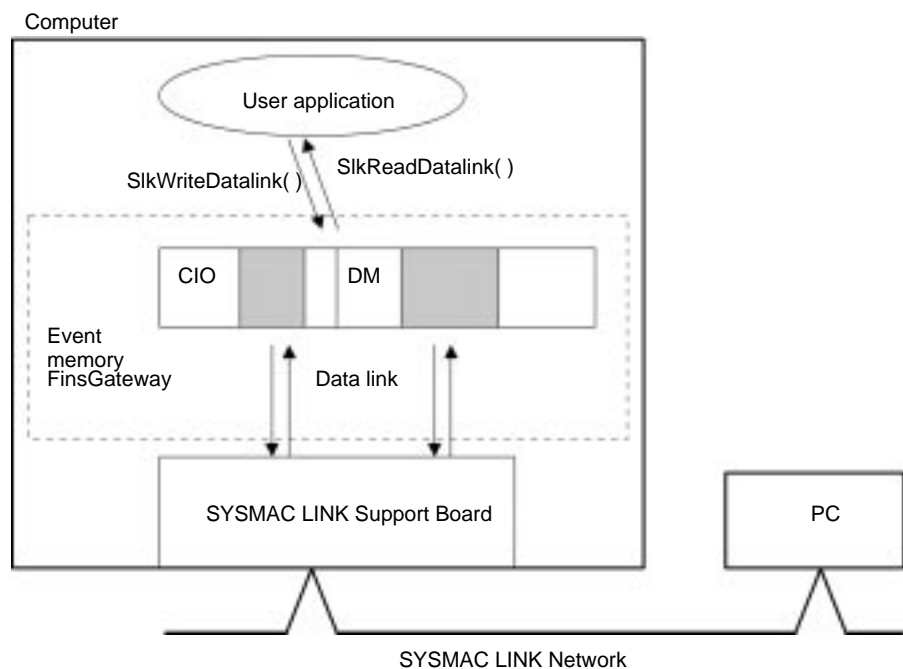 Computer
User application
SlkWriteDatalink( )
SlkReadDatalink( )
CIO
DM
Event
memory
FinsGateway
Data link
SYSMAC LINK Support Board
PC
SYSMAC LINK Network